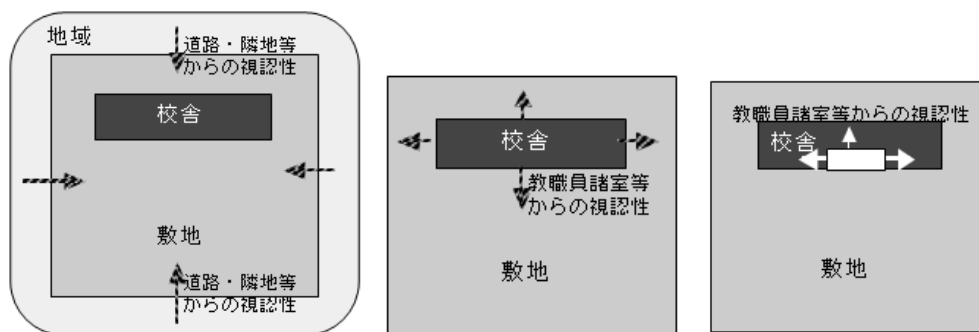 地域
道路・隣地等
からの視認性
校舎
敷地
道路・隣地等
からの視認性
校舎
教職員諸室等
からの視認性
敷地
教職員諸室等からの視認性
校舎
敷地